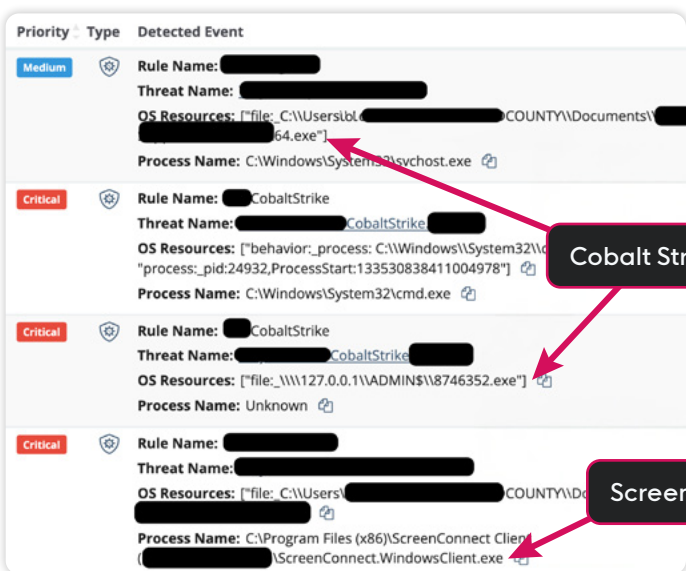 Priority Type Detected Event
Medium Rule Name:
Threat Name:
OS Resources: ["file:_C:\\Users\ COUNTY\\Documents\\
64.exe"]
Process Name: C:\Windows\System32\svchost.exe
Critical Rule Name: CobaltStrike
Threat Name: CobaltStrike
OS Resources: ["behavior:_process: C:\\Windows\\System32\\
"process:_pid:24932,ProcessStart:133530838411004978"]
Process Name: C:\Windows\System32\cmd.exe
Cobalt Str
Critical Rule Name: CobaltStrike
Threat Name: CobaltStrike
OS Resources: ["file:_\\\\127.0.0.1\\ADMIN$\\8746352.exe"]
Process Name: Unknown
Critical Rule Name:
Threat Name:
OS Resources: ["file:_C:\\Users\ COUNTY\\D
Screen
Process Name: C:\Program Files (x86)\ScreenConnect Client
( \ScreenConnect.WindowsClient.exe